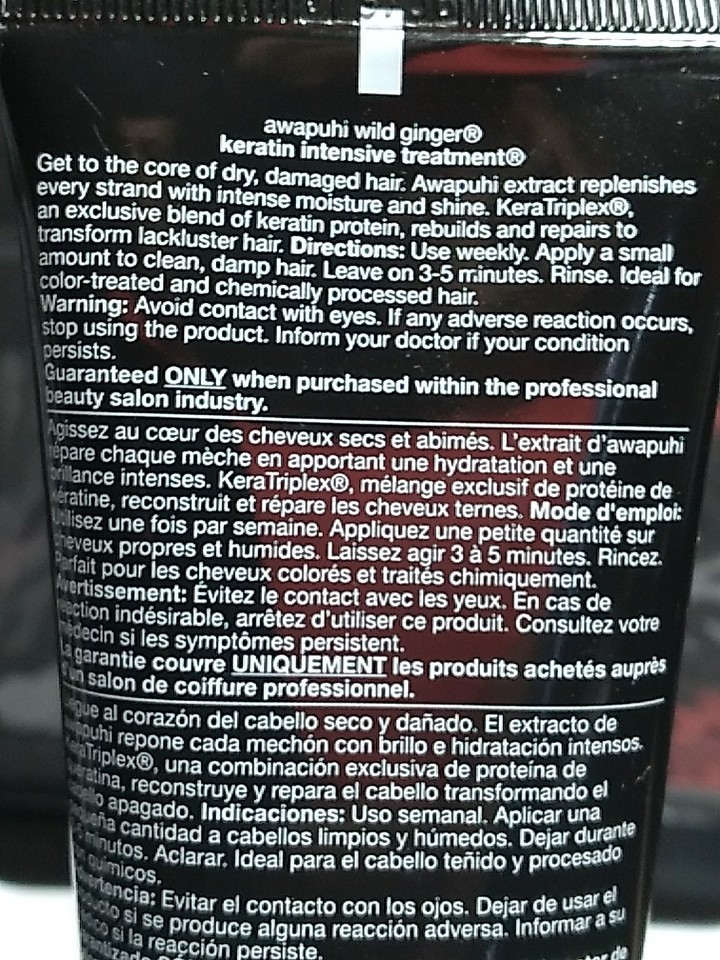 awapuhi wild ginger®
keratin intensive treatment®
Get to the core of dry, damaged hair. Awapuhi extract replenishes
every strand with intense moisture and shine. KeraTriplex®,
an exclusive blend of keratin protein, rebuilds and repairs to
transform lackluster hair. Directions: Use weekly. Apply a small
amount to clean, damp hair. Leave on 3-5 minutes. Rinse. Ideal for
color-treated and chemically processed hair.
Warning: Avoid contact with eyes. If any adverse reaction occurs,
stop using the product. Inform your doctor if your condition
persists.
Guaranteed ONLY when purchased within the professional
beauty salon industry.
Agissez au cœur des cheveux secs et abimés. L'extrait d'awapuhi
répare chaque mèche en apportant une hydratation et une
brillance intenses. KeraTriplex®, mélange exclusif de protéine de
kératine, reconstruit et répare les cheveux ternes. Mode d'emploi:
Utilisez une fois par semaine. Appliquez une petite quantité sur
cheveux propres et humides. Laissez agir 3 à 5 minutes. Rincez.
Parfait pour les cheveux colorés et traités chimiquement.
Avertissement: Évitez le contact avec les yeux. En cas de
réaction indésirable, arrêtez d'utiliser ce produit. Consultez votre
médecin si les symptômes persistent.
La garantie couvre UNIQUEMENT les produits achetés auprès
d'un salon de coiffure professionnel.
al corazón del cabello seco y dañado. El extracto de
repone cada mechón con brillo e hidratación intensos.
KeraTriplex®, una combinación exclusiva de proteína de
reconstruye y repara el cabello transformando el
apagado. Indicaciones: Uso semanal. Aplicar una
cantidad a cabellos limpios y húmedos. Dejar durante
minutos. Aclarar. Ideal para el cabello teñido y procesado
químicos.
Evitar el contacto con los ojos. Dejar de usar el
si se produce alguna reacción adversa. Informar a su
si la reacción persiste.